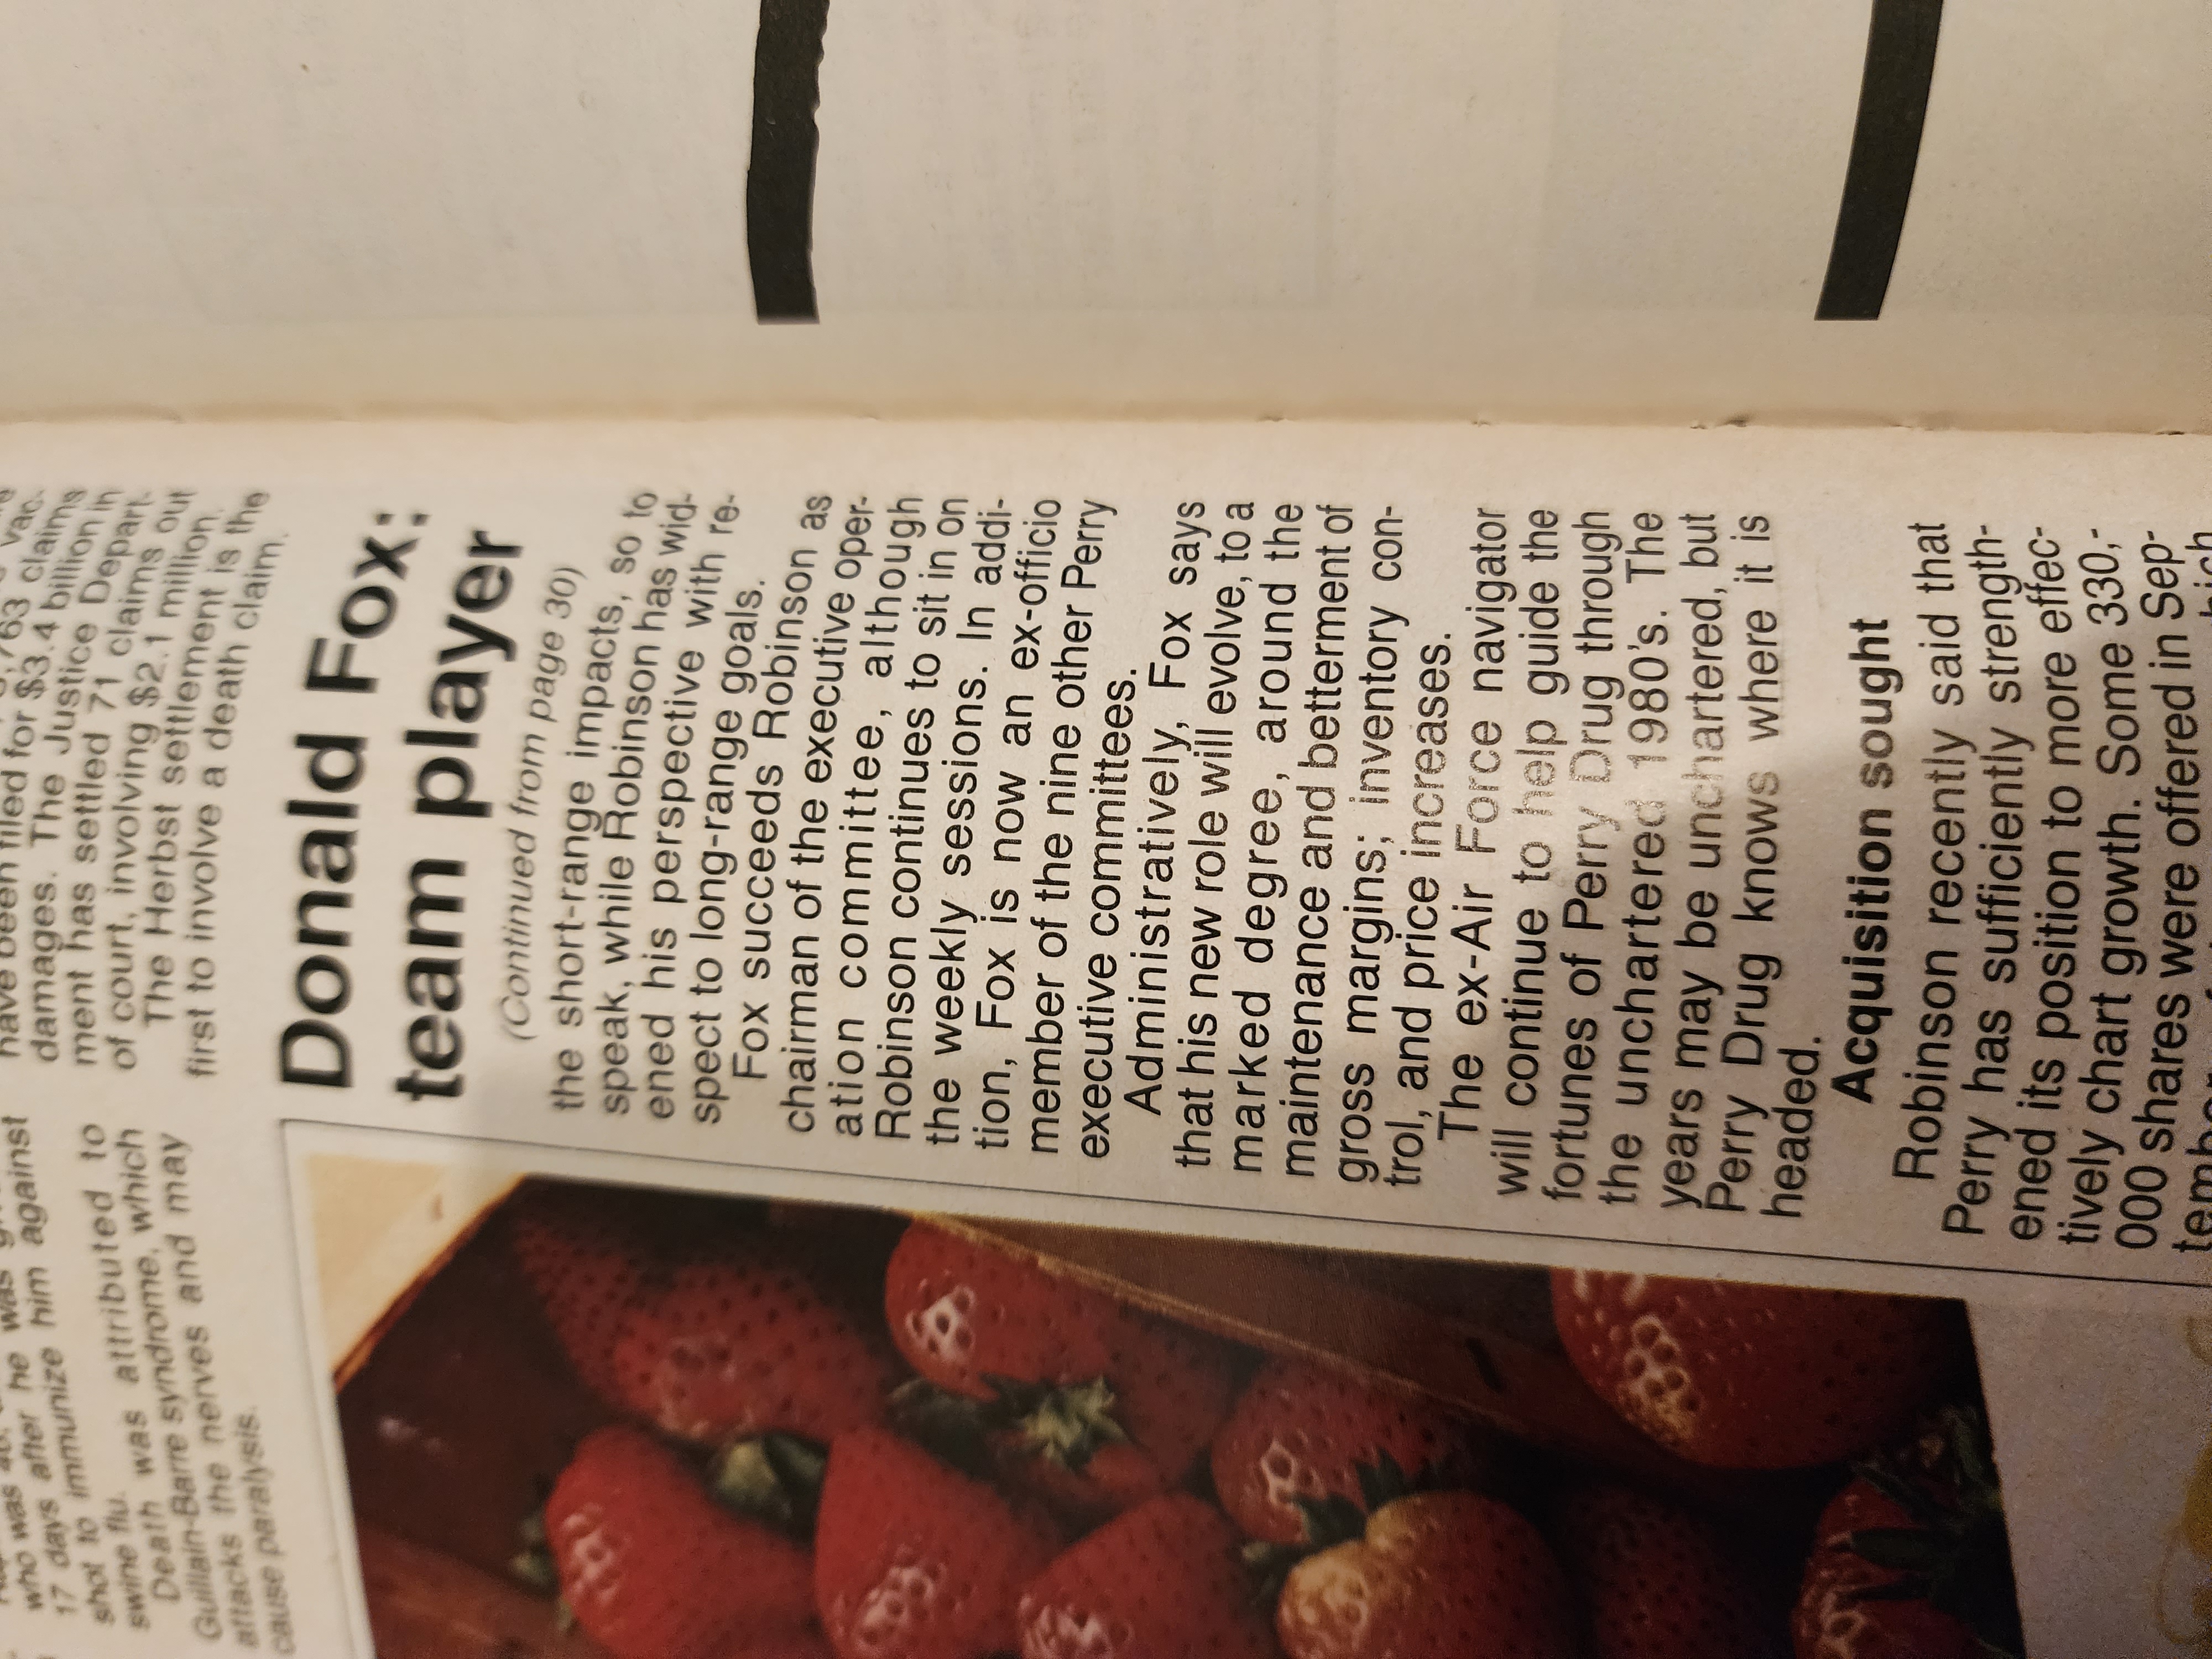 who was
17 days after he was
shot to immunize him against
swine flu.
Death was attributed to
Guillain-Barre syndrome, which
attacks the nerves and may
cause paralysis.
have been filed for $3.4 billion in
damages. The Justice Depart-
ment has settled 71 claims out
of court, involving $2.1 million.
The Herbst settlement is the
first to involve a death claim.
Donald Fox:
team player
(Continued from page 30)
the short-range impacts, so to
speak, while Robinson has wid-
ened his perspective with re-
spect to long-range goals.
Fox succeeds Robinson as
chairman of the executive oper-
ation committee, although
Robinson continues to sit in on
the weekly sessions. In addi-
tion, Fox is now an ex-officio
member of the nine other Perry
executive committees.
Administratively, Fox says
that his new role will evolve, to a
marked degree, around the
maintenance and betterment of
gross margins; inventory con-
trol, and price increases.
The ex-Air Force navigator
will continue to help guide the
fortunes of Perry Drug through
the unchartered 1980's. The
years may be unchartered, but
Perry Drug knows where it is
headed.
Acquisition sought
Robinson recently said that
Perry has sufficiently strength-
ened its position to more effec-
tively chart growth. Some 330,-
000 shares were offered in Sep-